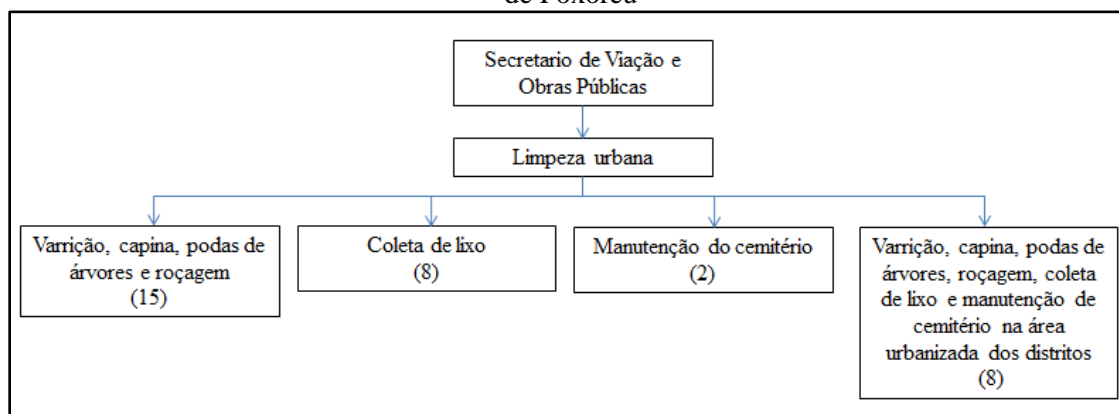 de Poxoréu
Secretario de Viação e
Obras Públicas
Limpeza urbana
Varrição, capina, podas de
árvores e roçagem
(15)
Coleta de lixo
(8)
Manutenção do cemitério
(2)
Varrição, capina, podas de
árvores, roçagem, coleta
de lixo e manutenção de
cemitério na área
urbanizada dos distritos
(8)